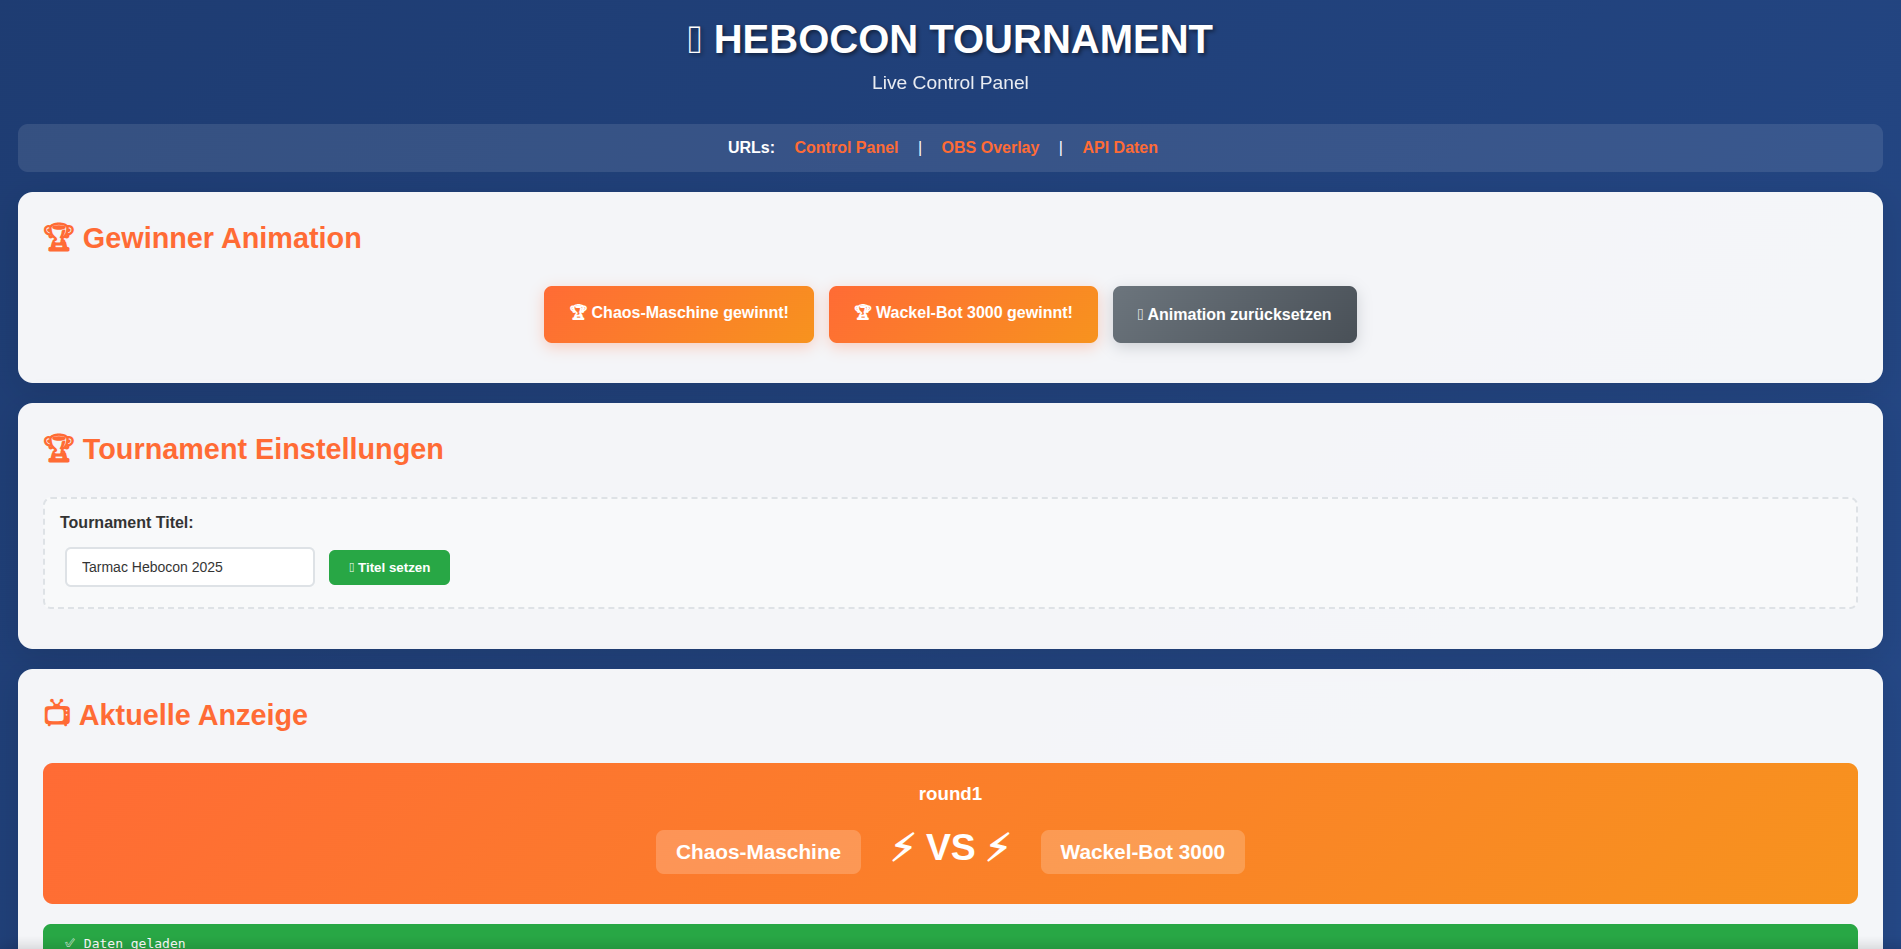 HEBOCON TOURNAMENT
Live Control Panel
URLs: Control Panel | OBS Overlay | API Daten
🏆 Gewinner Animation
🏆 Chaos-Maschine gewinnt! 🏆 Wackel-Bot 3000 gewinnt! Animation zurücksetzen
🏆 Tournament Einstellungen
Tournament Titel:
Tarmac Hebocon 2025 Titel setzen
📺 Aktuelle Anzeige
round1
Chaos-Maschine ⚡ VS ⚡ Wackel-Bot 3000
✅ Daten geladen